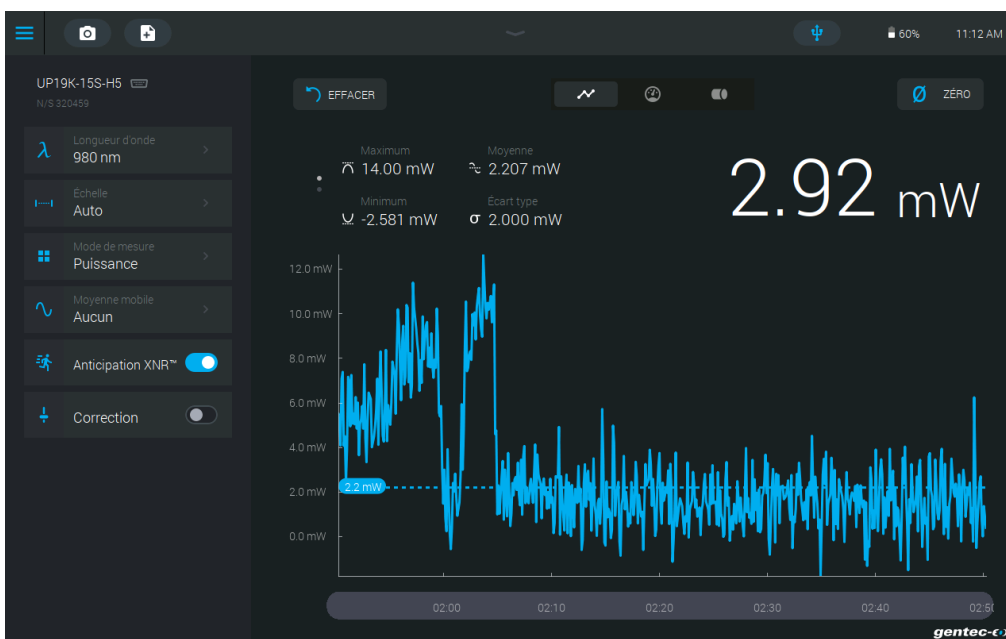 60%
11:12 AM
UP19K-15S-H5
N/S 320459
EFFACER
ZÉRO
Longueur d'onde
980 nm
Échelle
Auto
Mode de mesure
Puissance
Moyenne mobile
Aucun
Anticipation XNR™
Correction
Maximum
14.00 mW
Moyenne
2.207 mW
Minimum
-2.581 mW
Écart type
σ 2.000 mW
2.92 mW
12.0 mW
10.0 mW
8.0 mW
6.0 mW
4.0 mW
2.2 mW
2.0 mW
0.0 mW
02:00
02:10
02:20
02:30
02:40
02:50
gentec-e